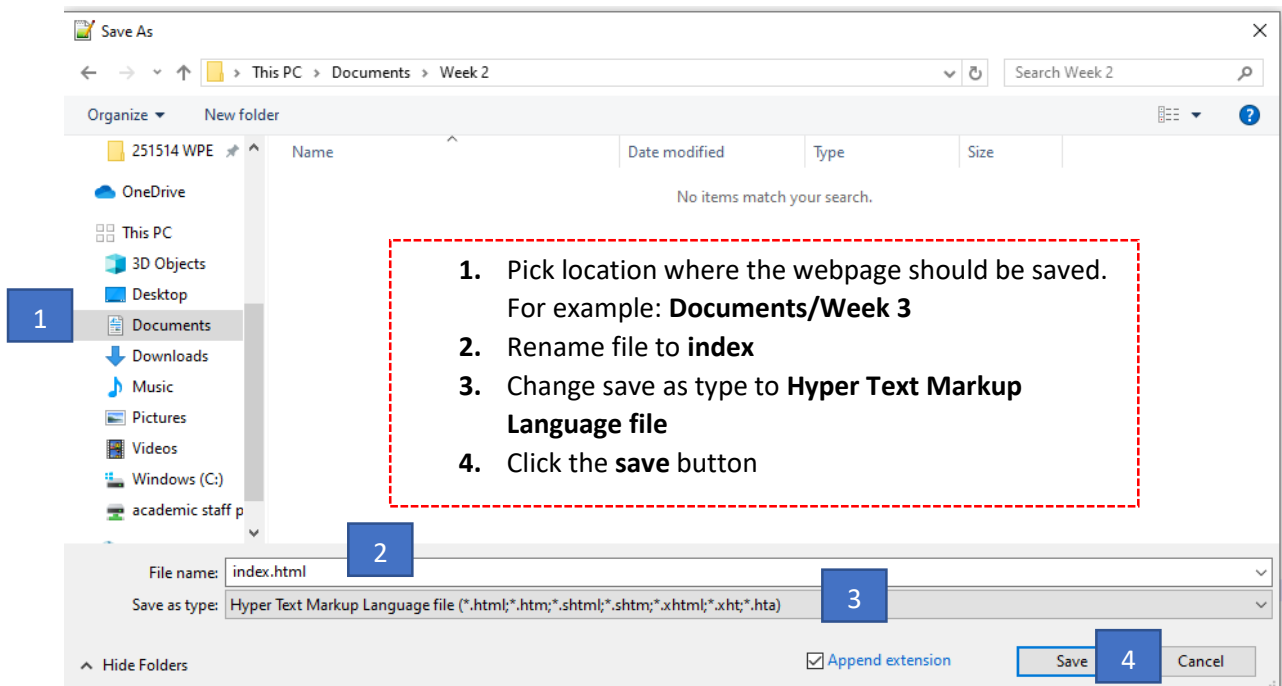 Save As
This PC > Documents > Week 2
Search Week 2
Organize
New folder
251514 WPE
Name
Date modified
Type
Size
OneDrive
No items match your search.
This PC
3D Objects
Desktop
1
Documents
Downloads
Music
Pictures
Videos
Windows (C:)
academic staff p
1. Pick location where the webpage should be saved.
For example: Documents/Week 3
2. Rename file to index
3. Change save as type to Hyper Text Markup
Language file
4. Click the save button
2
File name: index.html
Save as type: Hyper Text Markup Language file (*.html;*.htm;*.shtml;*.shtm;*.xhtml;*.xht;*.hta)
3
Hide Folders
Append extension
Save
4
Cancel